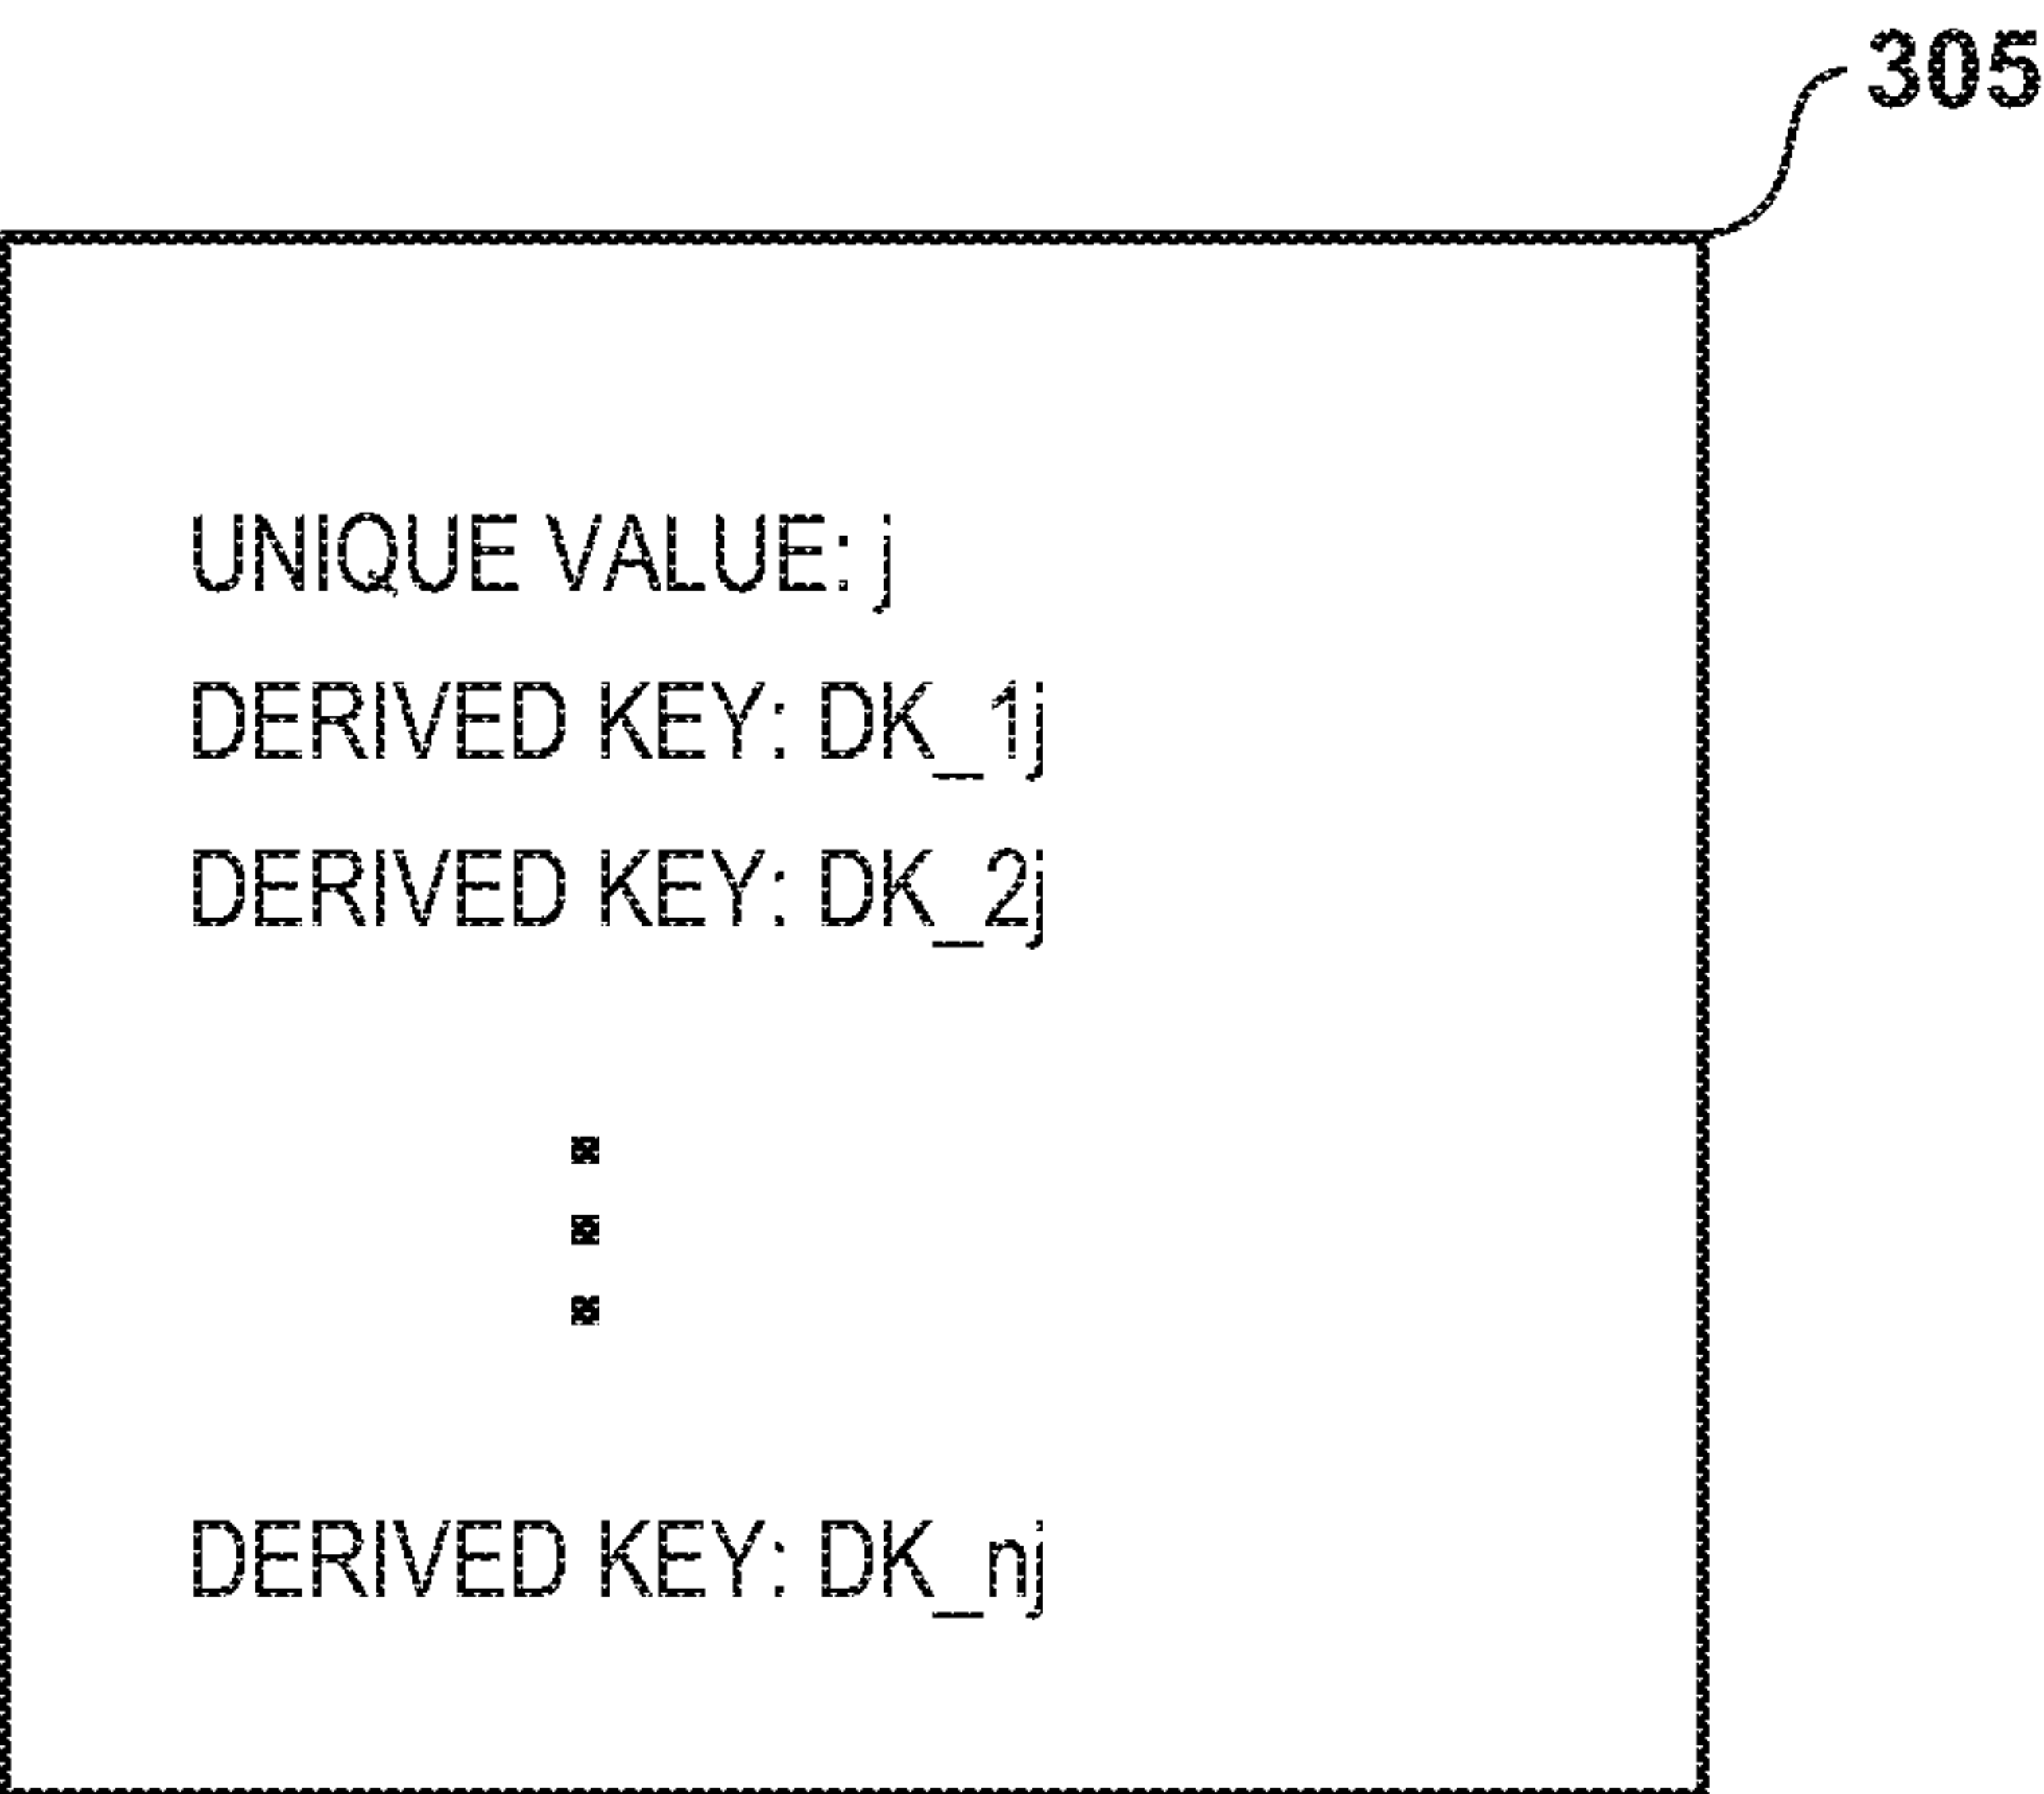 305
UNIQUE VALUE: j
DERIVED KEY: DK_1j
DERIVED KEY: DK_2j
DERIVED KEY: DK_nj